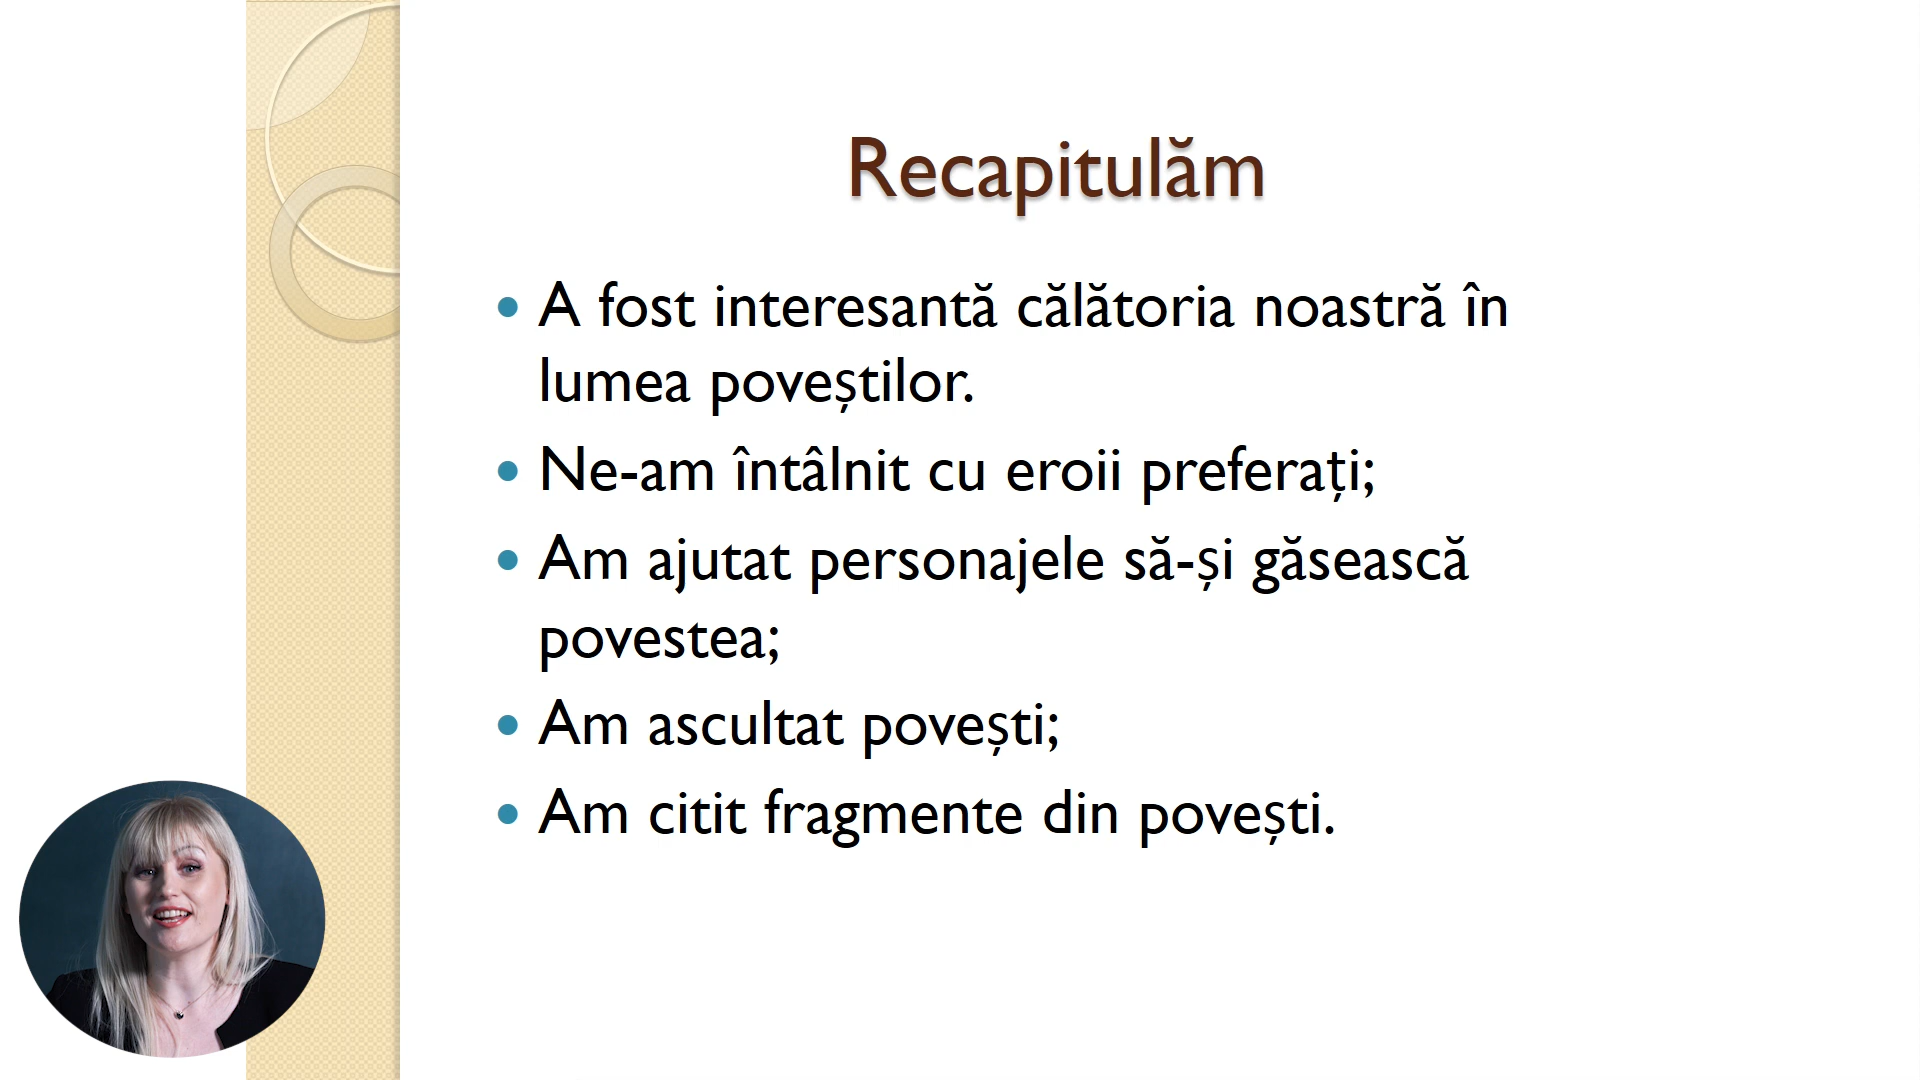 Recapitulăm
• A fost interesantă călătoria noastră în
lumea poveștilor.
• Ne-am întâlnit cu eroii preferați;
• Am ajutat personajele să-și găsească
povestea;
• Am ascultat povești;
• Am citit fragmente din povești.